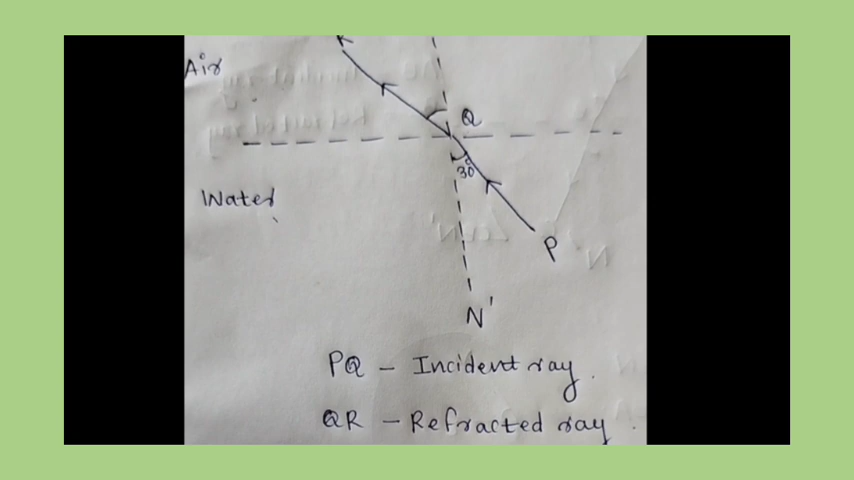 Air
Q
30°
Water
P
N'
PQ - Incident ray.
QR - Refracted ray.